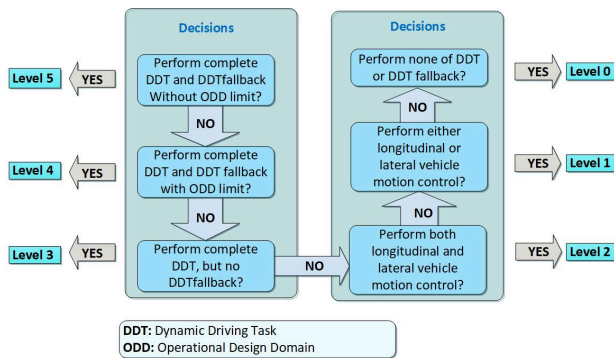 Decisions
Perform complete
DDT and DDTfallback
Without ODD limit?
Level 5
YES
NO
Perform complete
DDT and DDT fallback
with ODD limit?
Level 4
YES
NO
Perform complete
DDT, but no
DDTfallback?
Level 3
YES
NO
Decisions
Perform none of DDT
or DDT fallback?
YES
Level 0
NO
Perform either
longitudinal or
lateral vehicle
motion control?
YES
Level 1
NO
Perform both
longitudinal and
lateral vehicle
motion control?
YES
Level 2
DDT: Dynamic Driving Task
ODD: Operational Design Domain